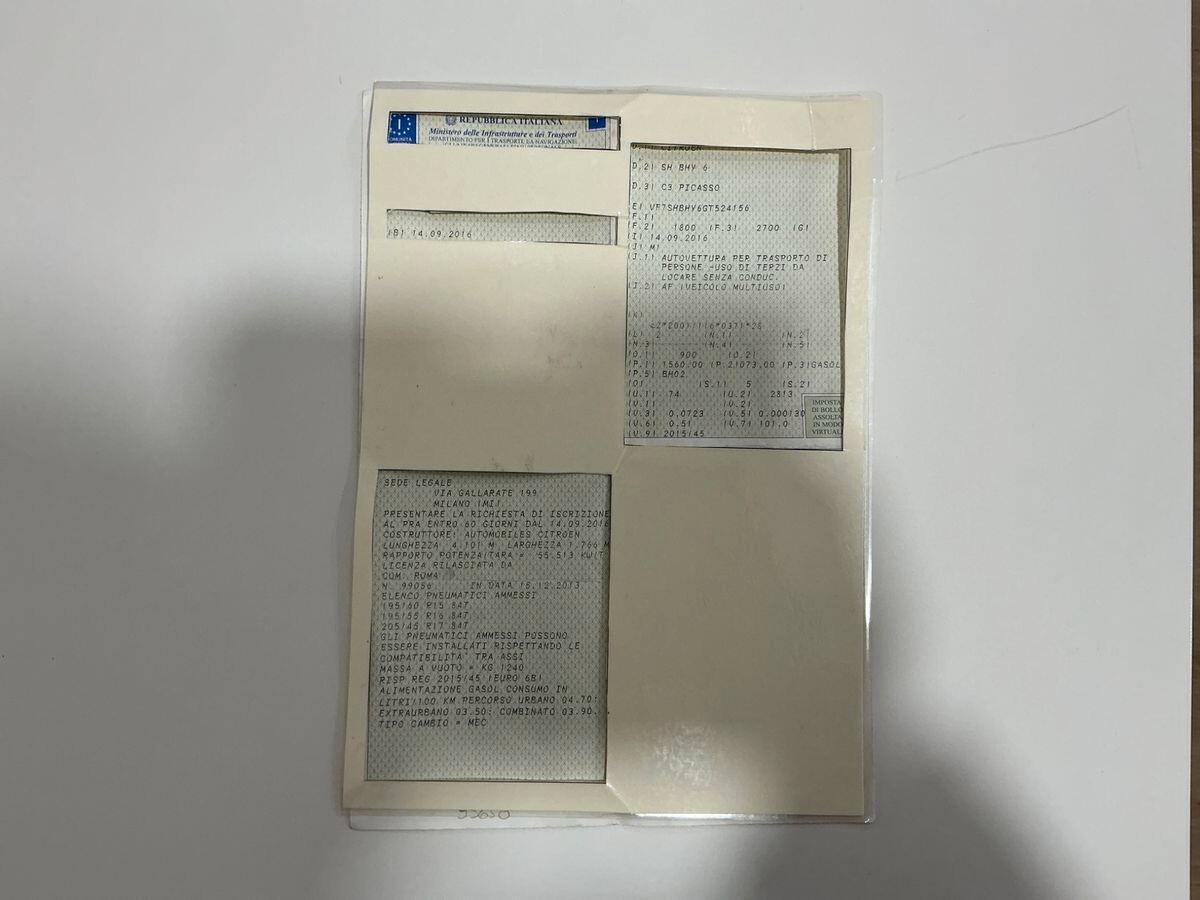 REPUBBLICA ITALIANA
I
COMUNITÀ
Ministero delle Infrastrutture e dei Trasporti
DIPARTIMENTO PER I TRASPORTI, LA NAVIGAZIONE
(B) 14.09.2016
CITROEN
(D.2) SH BHY 6
(D.3) C3 PICASSO
(E) VF7SHBHY6GT524156
(F.1)
(F.2) 1800 (F.3) 2700 (G)
(I) 14.09.2016
(J) M1
(J.1) AUTOVETTURA PER TRASPORTO DI
PERSONE -USO DI TERZI DA
LOCARE SENZA CONDUC.
(J.2) AF (VEICOLO MULTIUSO)
(K)
(L) 2 (N.1) (N.2)
(N.3) (N.4) (N.5)
(O.1) 900 (O.2)
(P.1) 1560.00 (P.2)073.00 (P.3)GASOL
(P.5) BH02
(Q) (S.1) 5 (S.2)
(U.1) 74 (U.2) 2813
(V.1) (V.2)
(V.3) 0.0723 (V.5) 0.000130
(V.6) 0.51 (V.7) 101.0
(V.9) 2015/45
IMPOSTA
DI BOLLO
ASSOLTA
IN MODO
VIRTUAL
SEDE LEGALE
VIA GALLARATE 199
MILANO (MI)
PRESENTARE LA RICHIESTA DI ISCRIZIONE
AL PRA ENTRO 60 GIORNI DAL 14.09.2016
COSTRUTTORE: AUTOMOBILES CITROEN
LUNGHEZZA 4.101 M LARGHEZZA 1.766 M
RAPPORTO POTENZA/TARA = 55.513 KW/T
LICENZA RILASCIATA DA
COM. ROMA
N. 99056 IN DATA 15.12.2013
ELENCO PNEUMATICI AMMESSI
195/60 R15 84T
195/55 R16 84T
205/45 R17 84T
GLI PNEUMATICI AMMESSI POSSONO
ESSERE INSTALLATI RISPETTANDO LE
COMPATIBILITA' TRA ASSI
MASSA A VUOTO = KG 1240
RISP REG 2015/45 (EURO 6B)
ALIMENTAZIONE GASOL CONSUMO IN
LITRI/100 KM PERCORSO URBANO 04.70;
EXTRAURBANO 03.50; COMBINATO 03.90.
TIPO CAMBIO = MEC